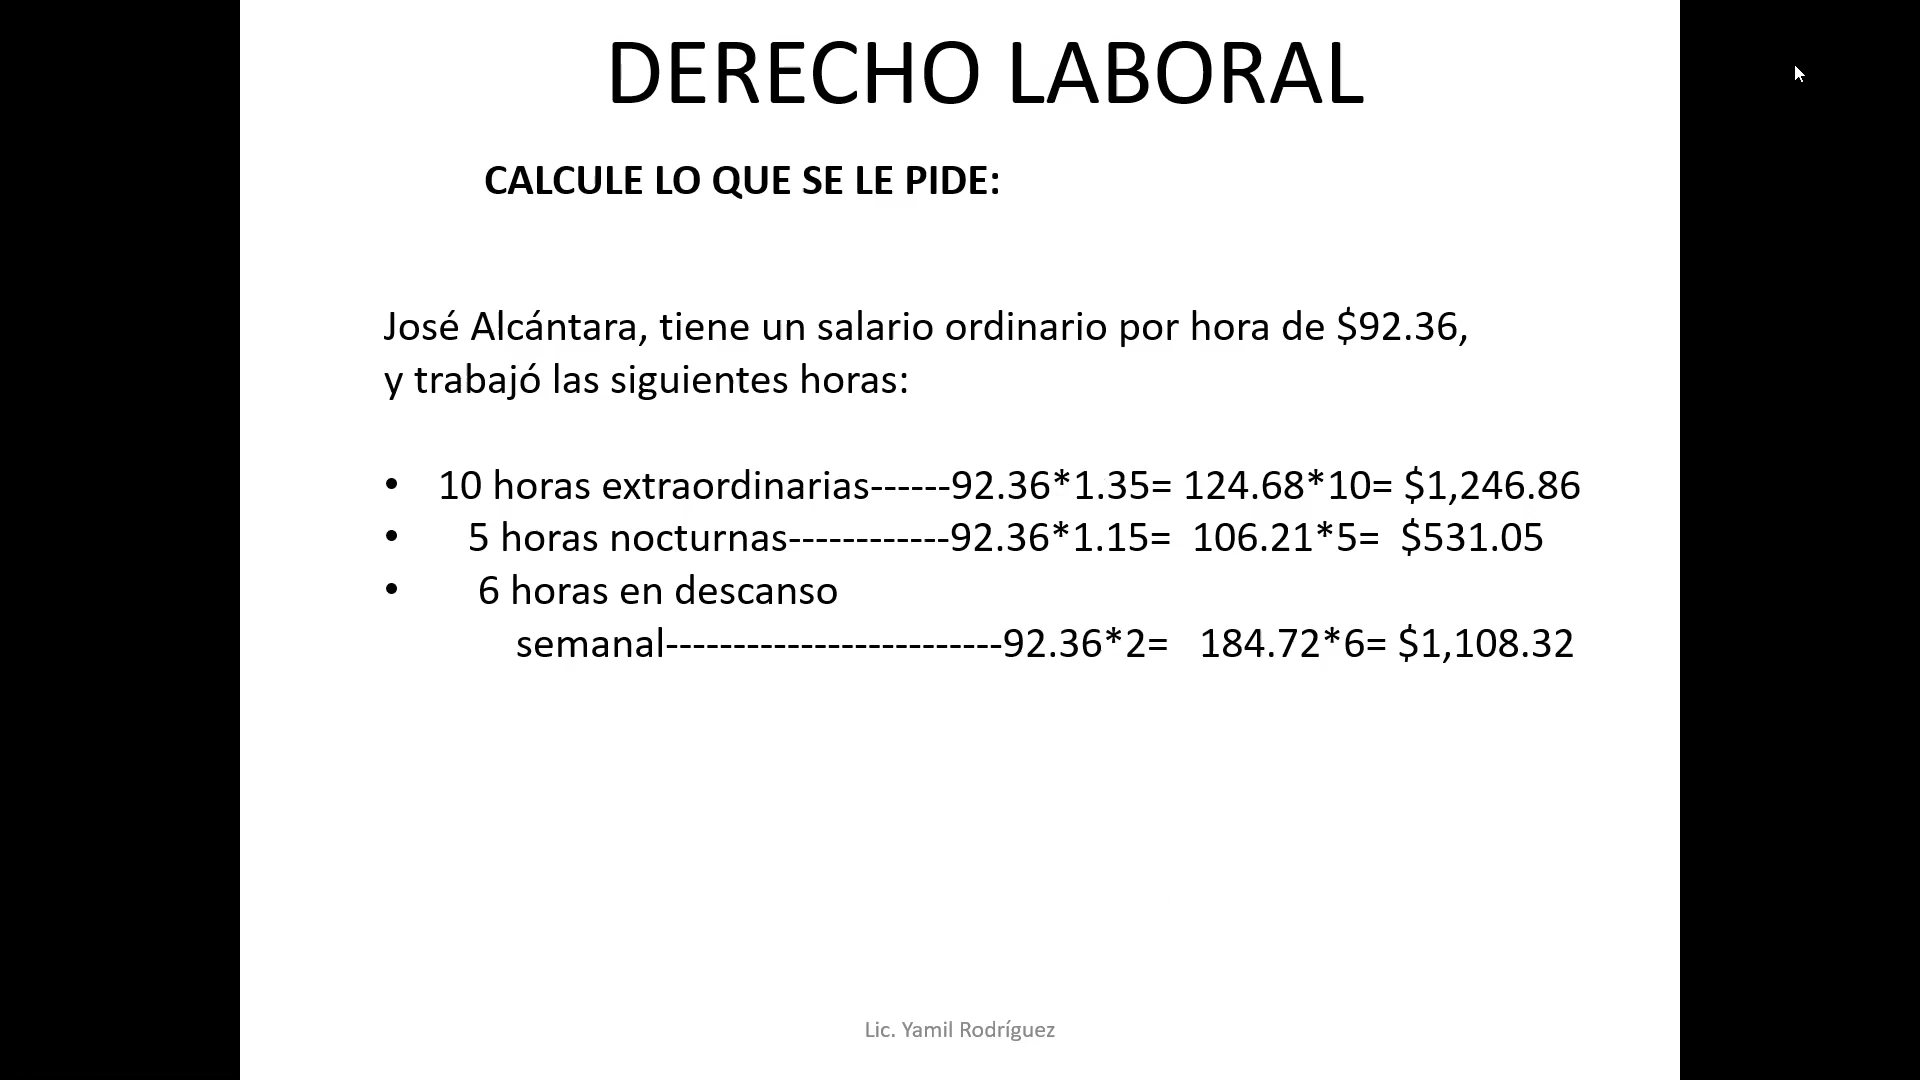 DERECHO LABORAL
CALCULE LO QUE SE LE PIDE:
José Alcántara, tiene un salario ordinario por hora de $92.36,
y trabajó las siguientes horas:
• 10 horas extraordinarias------92.36*1.35= 124.68*10= $1,246.86
• 5 horas nocturnas------------92.36*1.15= 106.21*5= $531.05
• 6 horas en descanso
semanal-------------------------92.36*2= 184.72*6= $1,108.32
Lic. Yamil Rodríguez